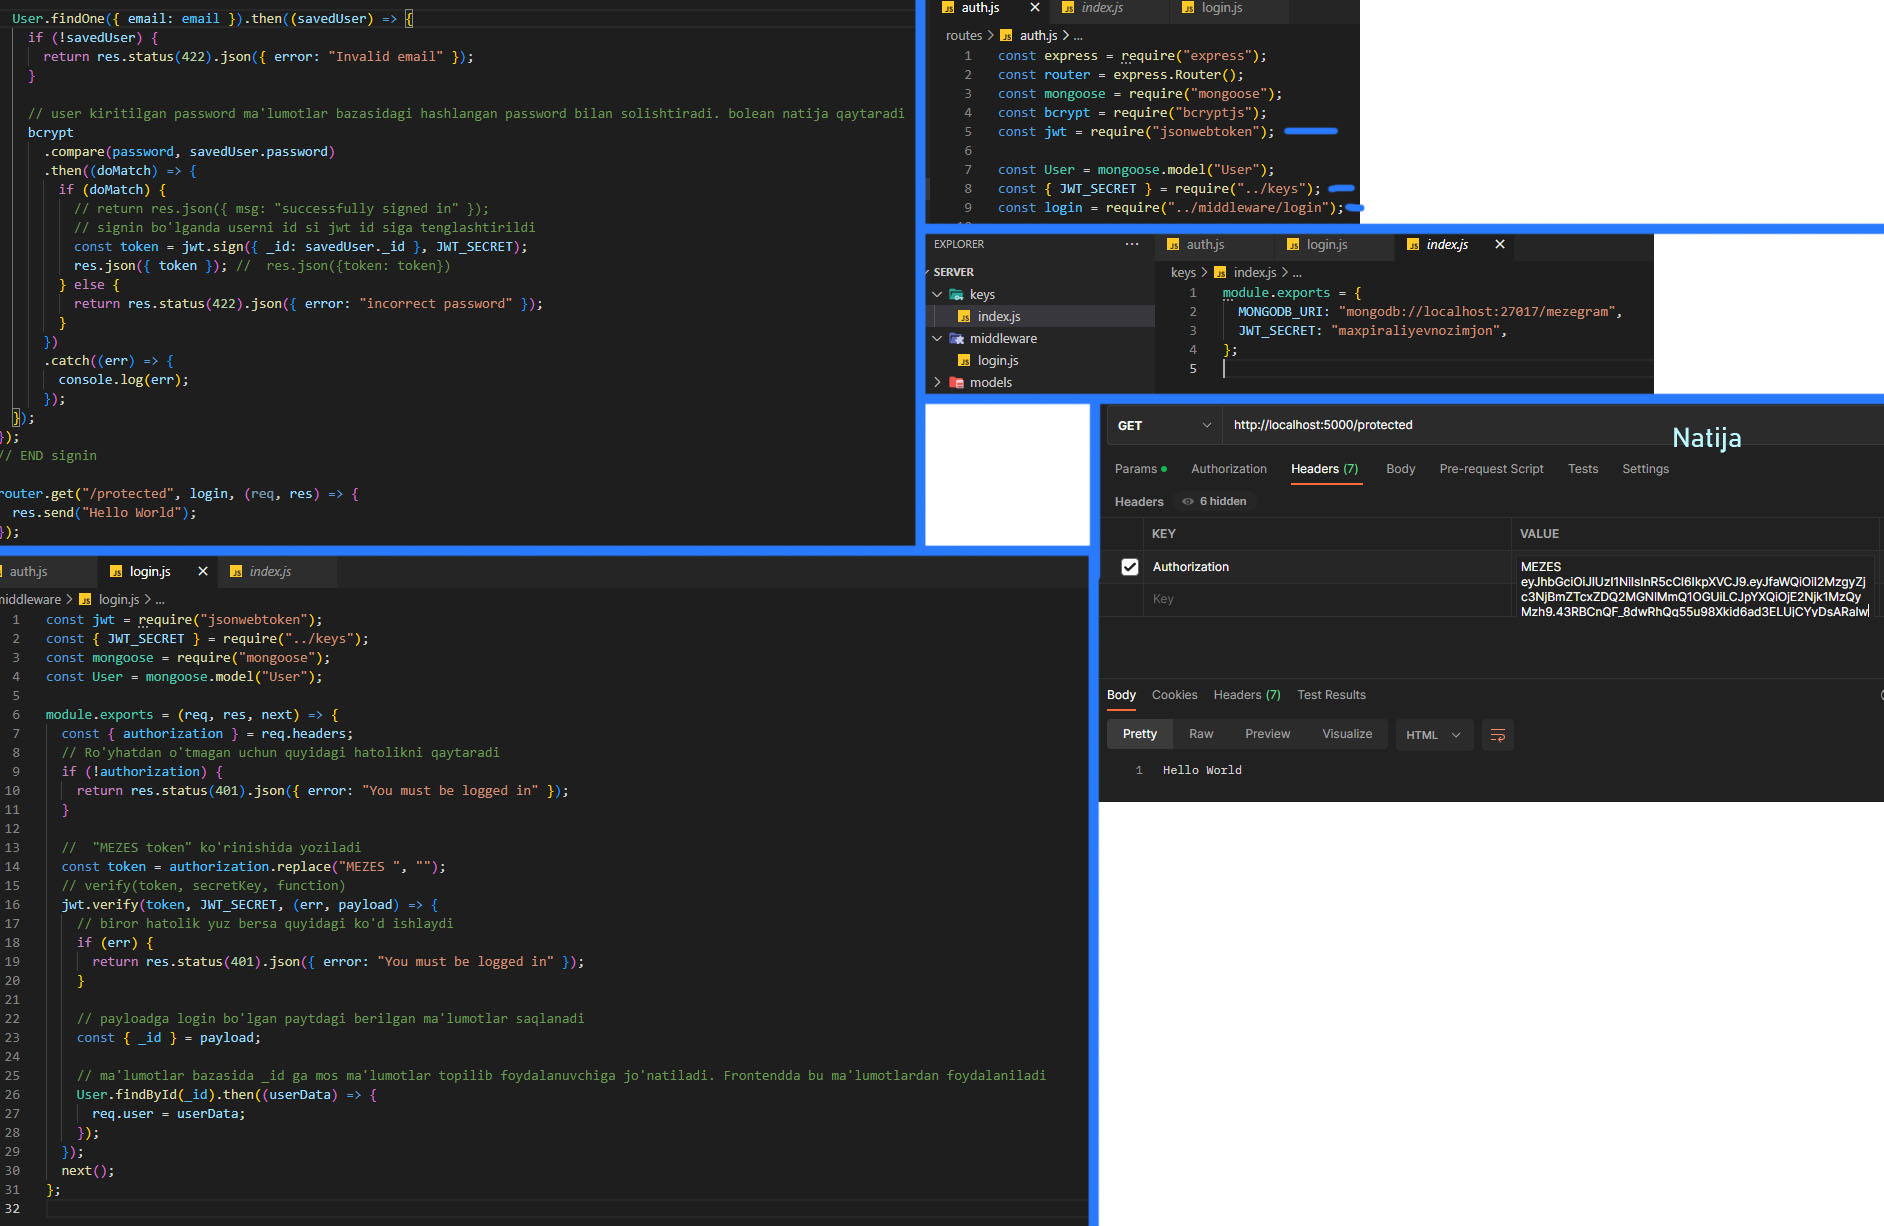 User.findOne({ email: email }).then((savedUser) => {
if (!savedUser) {
return res.status(422).json({ error: "Invalid email" });
}
// user kiritilgan password ma'lumotlar bazasidagi hashlangan password bilan solishtiradi. bolean natija qaytaradi
bcrypt
.compare(password, savedUser.password)
.then((doMatch) => {
if (doMatch) {
// return res.json({ msg: "successfully signed in" });
// signin bo'lganda userni id si jwt id siga tenglashtirildi
const token = jwt.sign({ _id: savedUser._id }, JWT_SECRET);
res.json({ token }); //  res.json({token: token})
} else {
return res.status(422).json({ error: "incorrect password" });
}
})
.catch((err) => {
console.log(err);
});
});
});
// END signin
router.get("/protected", login, (req, res) => {
res.send("Hello World");
});
auth.js
index.js
login.js
routes > auth.js > ...
1 const express = require("express");
2 const router = express.Router();
3 const mongoose = require("mongoose");
4 const bcrypt = require("bcryptjs");
5 const jwt = require("jsonwebtoken");
6
7 const User = mongoose.model("User");
8 const { JWT_SECRET } = require("../keys");
9 const login = require("../middleware/login");
EXPLORER ...
SERVER
keys
index.js
middleware
login.js
models
auth.js
login.js
index.js
keys > index.js > ...
1 module.exports = {
2 MONGODB_URI: "mongodb://localhost:27017/mezegram",
3 JWT_SECRET: "maxpiraliyevnozimjon",
4 };
5
GET http://localhost:5000/protected
Natija
Params Authorization Headers (7) Body Pre-request Script Tests Settings
Headers 6 hidden
KEY VALUE
Authorization
MEZES
Key
Body Cookies Headers (7) Test Results
Pretty Raw Preview Visualize HTML
1 Hello World
auth.js
login.js
index.js
middleware > login.js > ...
1 const jwt = require("jsonwebtoken");
2 const { JWT_SECRET } = require("../keys");
3 const mongoose = require("mongoose");
4 const User = mongoose.model("User");
5
6 module.exports = (req, res, next) => {
7 const { authorization } = req.headers;
8 // Ro'yhatdan o'tmagan uchun quyidagi hatolikni qaytaradi
9 if (!authorization) {
10 return res.status(401).json({ error: "You must be logged in" });
11 }
12
13 //  "MEZES token" ko'rinishida yoziladi
14 const token = authorization.replace("MEZES ", "");
15 // verify(token, secretKey, function)
16 jwt.verify(token, JWT_SECRET, (err, payload) => {
17 // biror hatolik yuz bersa quyidagi ko'd ishlaydi
18 if (err) {
19 return res.status(401).json({ error: "You must be logged in" });
20 }
21
22 // payloadga login bo'lgan paytdagi berilgan ma'lumotlar saqlanadi
23 const { _id } = payload;
24
25 // ma'lumotlar bazasida _id ga mos ma'lumotlar topilib foydalanuvchiga jo'natiladi. Frontendda bu ma'lumotlardan foydalaniladi
26 User.findById(_id).then((userData) => {
27 req.user = userData;
28 });
29 });
30 next();
31 };
32